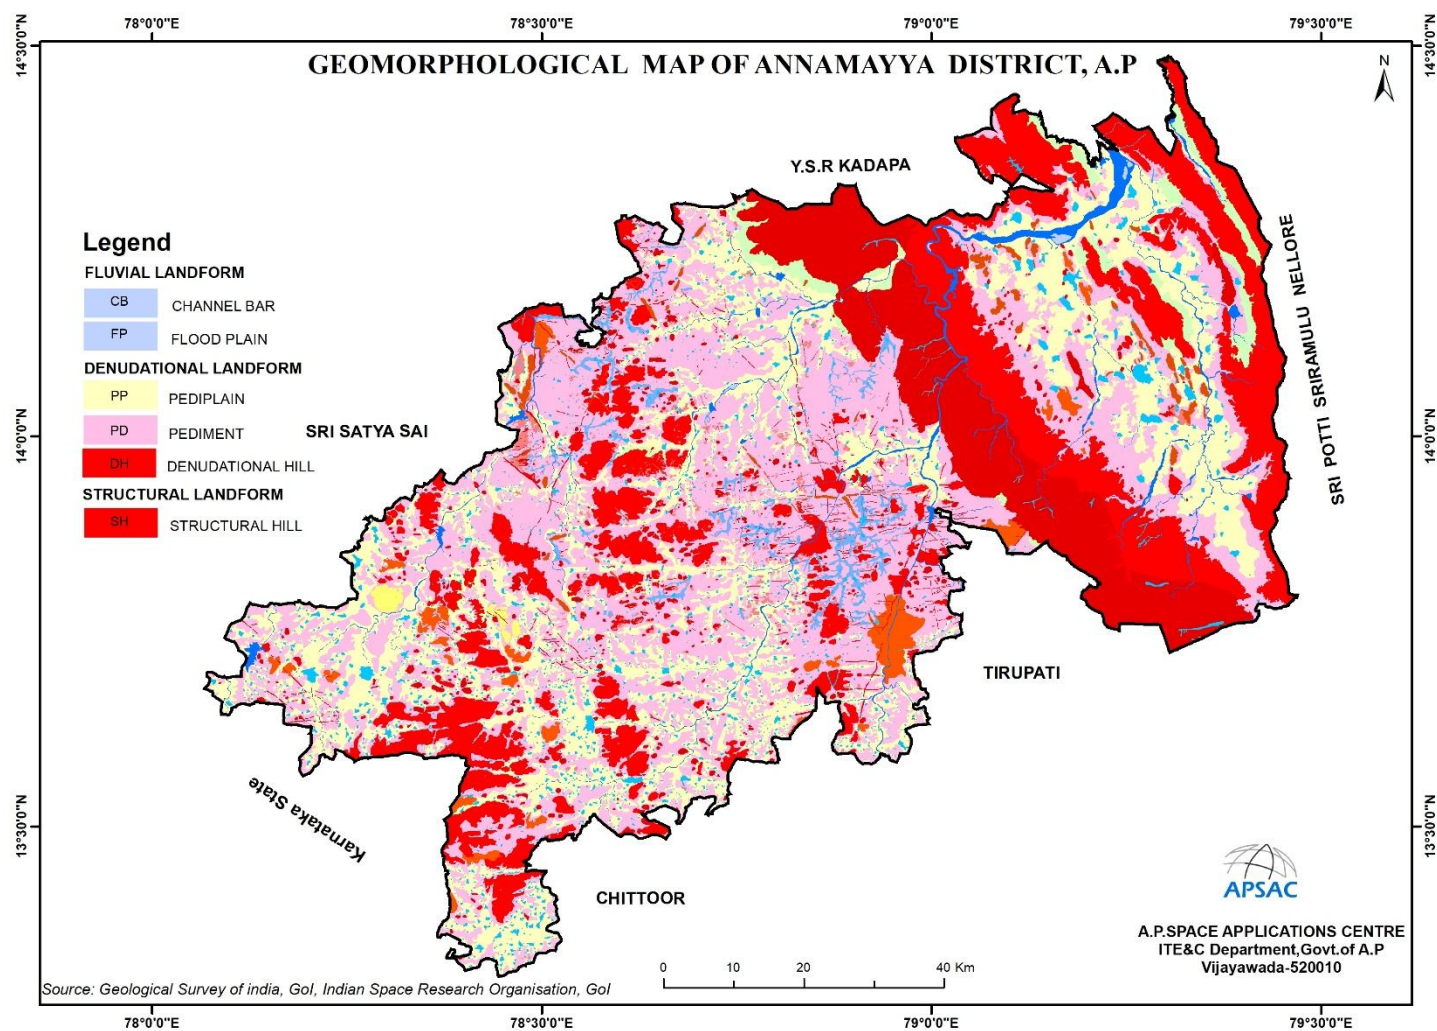 78°0'0"E
78°30'0"E
79°0'0"E
79°30'0"E
14°30'0"N
14°30'0"N
GEOMORPHOLOGICAL MAP OF ANNAMAYYA DISTRICT, A.P
N
Y.S.R KADAPA
SRI POTTI SRIRAMULU NELLORE
Legend
FLUVIAL LANDFORM
CB CHANNEL BAR
FP FLOOD PLAIN
DENUDATIONAL LANDFORM
PP PEDIPLAIN
PD PEDIMENT
DH DENUDATIONAL HILL
STRUCTURAL LANDFORM
SH STRUCTURAL HILL
SRI SATYA SAI
14°0'0"N
14°0'0"N
TIRUPATI
Karnataka State
13°30'0"N
13°30'0"N
CHITTOOR
APSAC
A.P.SPACE APPLICATIONS CENTRE
ITE&C Department,Govt.of A.P
Vijayawada-520010
0 10 20 40 Km
Source: Geological Survey of india, GoI, Indian Space Research Organisation, GoI
78°0'0"E
78°30'0"E
79°0'0"E
79°30'0"E